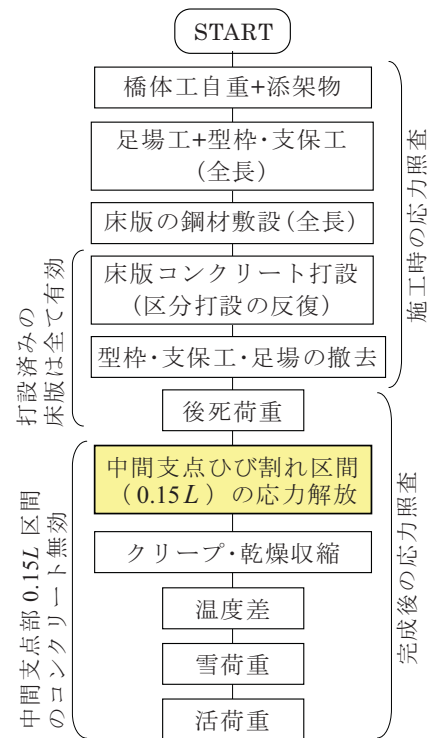 START
橋体工自重+添架物
足場工+型枠・支保工
(全長)
床版の鋼材敷設(全長)
床版コンクリート打設
(区分打設の反復)
型枠・支保工・足場の撤去
後死荷重
中間支点ひび割れ区間
(0.15L)の応力解放
クリープ・乾燥収縮
温度差
雪荷重
活荷重
打設済みの
床版は全て有効
中間支点部 0.15L 区間
のコンクリート無効
施工時の応力照査
完成後の応力照査